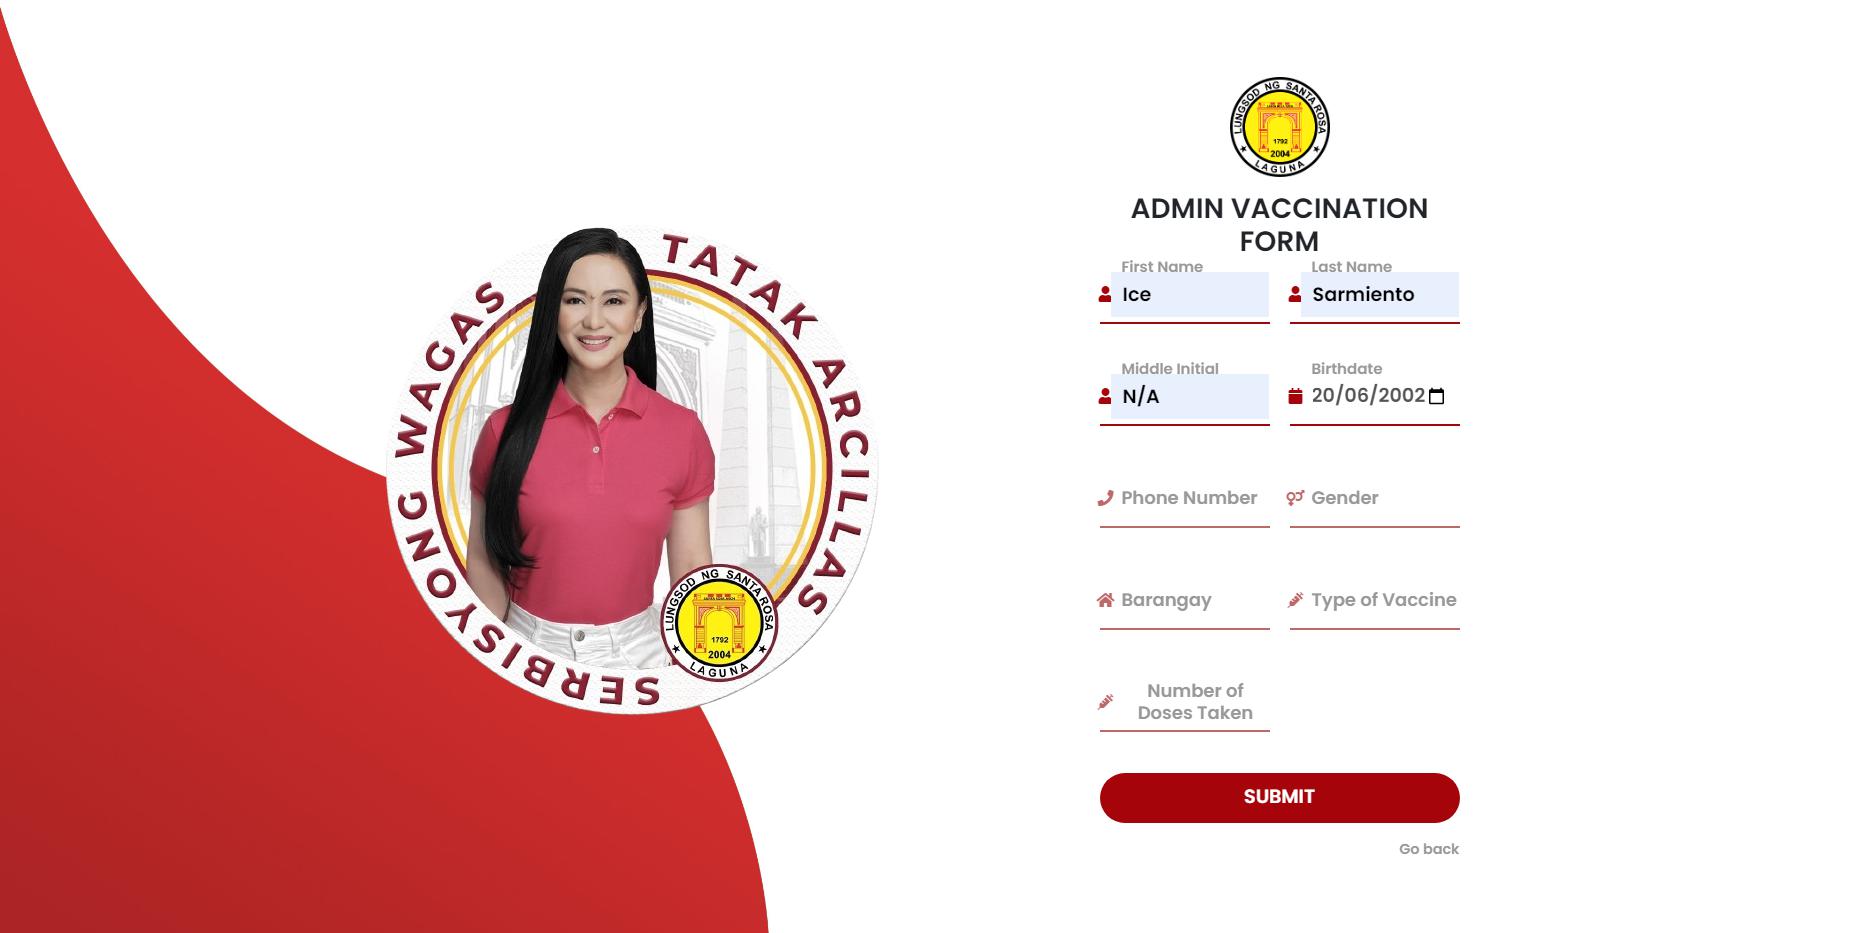 SERBISYONG WAGAS
TATAK ARCILLAS
LUNGSOD NG SANTA ROSA
1792
2004
LAGUNA
LUNGSOD NG SANTA ROSA
1792
2004
LAGUNA
ADMIN VACCINATION
FORM
First Name
Ice
Last Name
Sarmiento
Middle Initial
N/A
Birthdate
20/06/2002
Phone Number
Gender
Barangay
Type of Vaccine
Number of
Doses Taken
SUBMIT
Go back